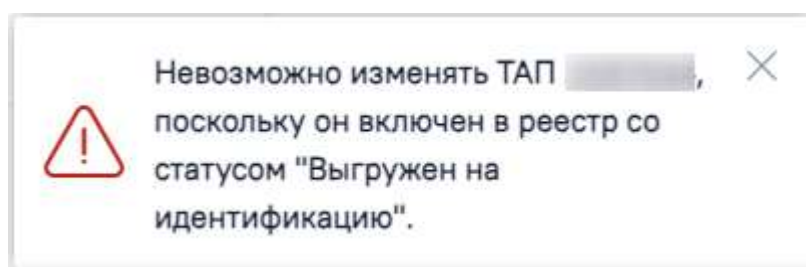 Невозможно изменять ТАП ,
поскольку он включен в реестр со
статусом "Выгружен на
идентификацию".